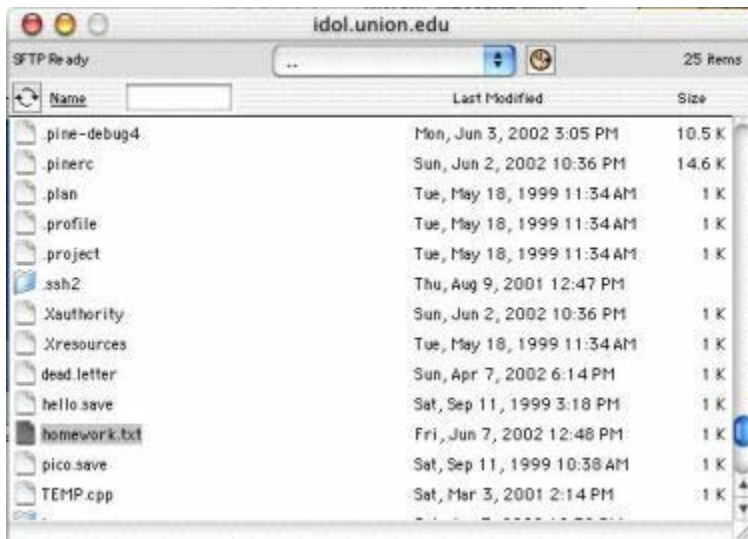 idol.union.edu
SFTP Ready .. 25 items
Name Last Modified Size
.pine-debug4 Mon, Jun 3, 2002 3:05 PM 10.5 K
.pinerc Sun, Jun 2, 2002 10:36 PM 14.6 K
.plan Tue, May 18, 1999 11:34 AM 1 K
.profile Tue, May 18, 1999 11:34 AM 1 K
.project Tue, May 18, 1999 11:34 AM 1 K
.ssh2 Thu, Aug 9, 2001 12:47 PM
.Xauthority Sun, Jun 2, 2002 10:36 PM 1 K
.Xresources Tue, May 18, 1999 11:34 AM 1 K
dead.letter Sun, Apr 7, 2002 6:14 PM 1 K
hello.save Sat, Sep 11, 1999 3:18 PM 1 K
homework.txt Fri, Jun 7, 2002 12:48 PM 1 K
pico.save Sat, Sep 11, 1999 10:38 AM 1 K
TEMP.cpp Sat, Mar 3, 2001 2:14 PM 1 K